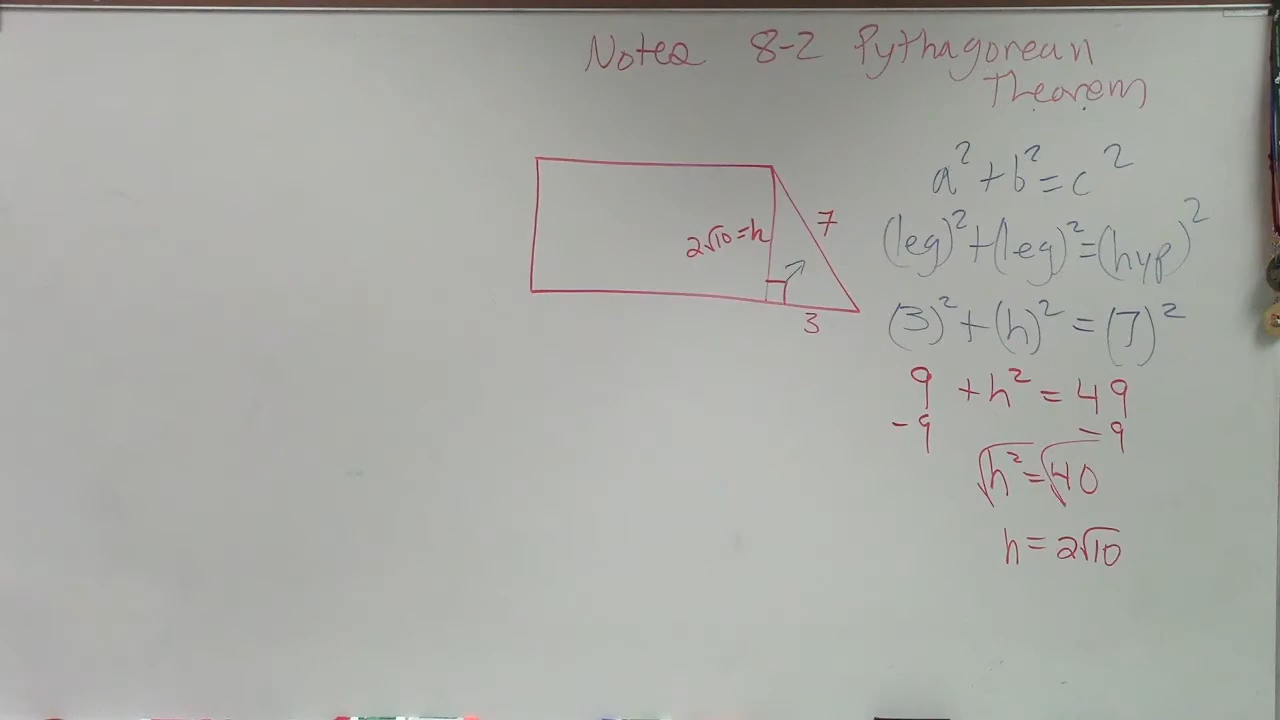 Notes 8-2 Pythagorean
Theorem
a²+b²=c²
(leg)²+(leg)²=(hyp)²
2√10=h
7
3
(3)²+(h)²=(7)²
9 +h²=49
-9 -9
√h²=√40
h=2√10